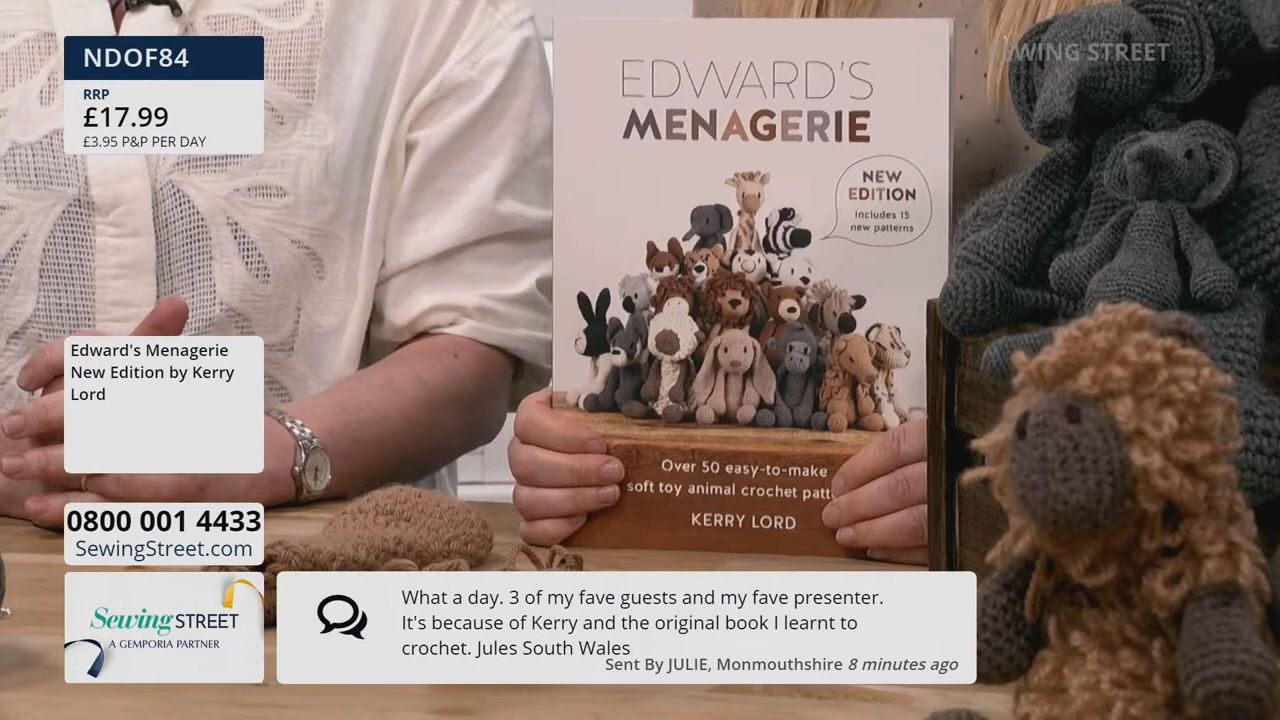 NDOF84
RRP
£17.99
£3.95 P&P PER DAY
SEWING STREET
EDWARD'S
MENAGERIE
NEW
EDITION
Includes 15
new patterns
Over 50 easy-to-make
soft toy animal crochet patt
KERRY LORD
Edward's Menagerie
New Edition by Kerry
Lord
0800 001 4433
SewingStreet.com
Sewing STREET
A GEMPORIA PARTNER
What a day. 3 of my fave guests and my fave presenter.
It's because of Kerry and the original book I learnt to
crochet. Jules South Wales
Sent By JULIE, Monmouthshire 8 minutes ago